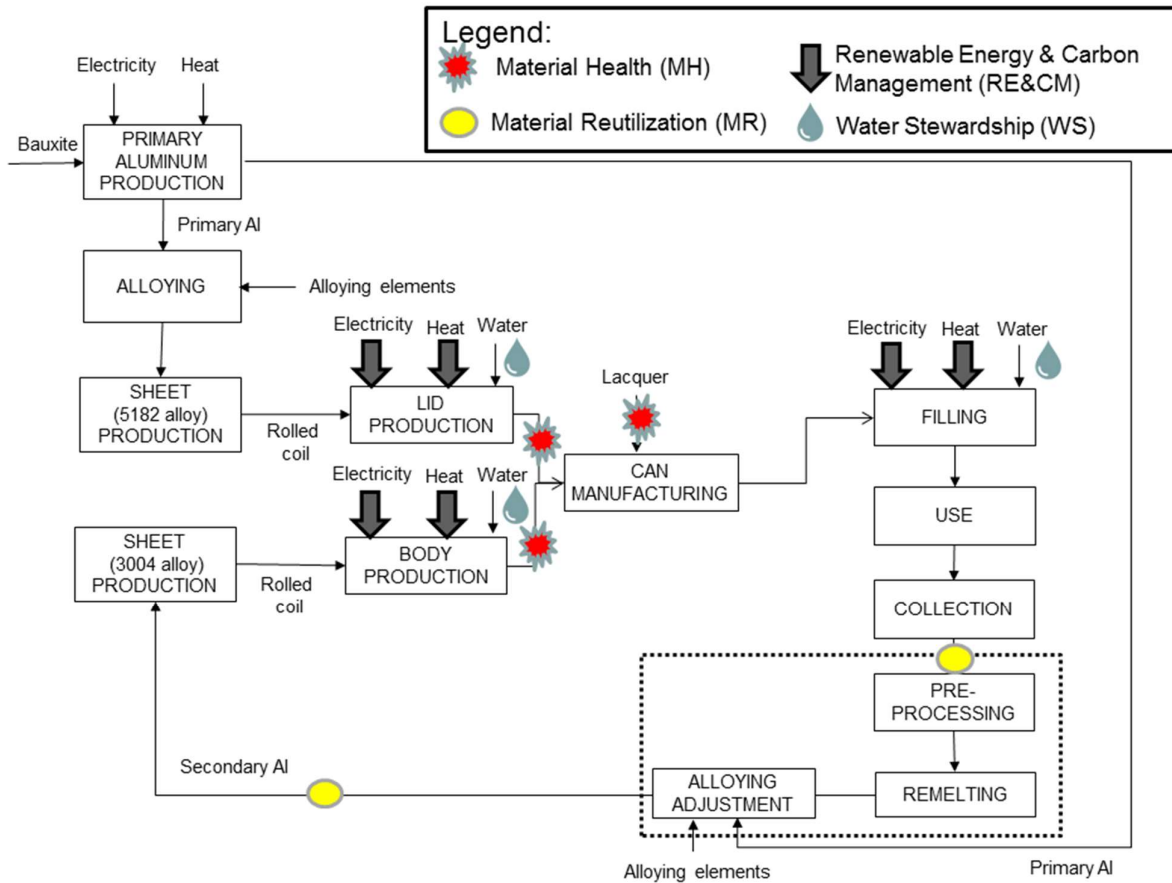 Legend:
Material Health (MH)
Renewable Energy & Carbon
Management (RE&CM)
Material Reutilization (MR)
Water Stewardship (WS)
Electricity
Heat
Bauxite
PRIMARY
ALUMINUM
PRODUCTION
Primary Al
ALLOYING
Alloying elements
SHEET
(5182 alloy)
PRODUCTION
Rolled
coil
Electricity
Heat
Water
LID
PRODUCTION
Lacquer
CAN
MANUFACTURING
Electricity
Heat
Water
FILLING
Electricity
Heat
Water
BODY
PRODUCTION
SHEET
(3004 alloy)
PRODUCTION
Rolled
coil
USE
COLLECTION
PRE-
PROCESSING
REMELTING
ALLOYING
ADJUSTMENT
Secondary Al
Alloying elements
Primary Al